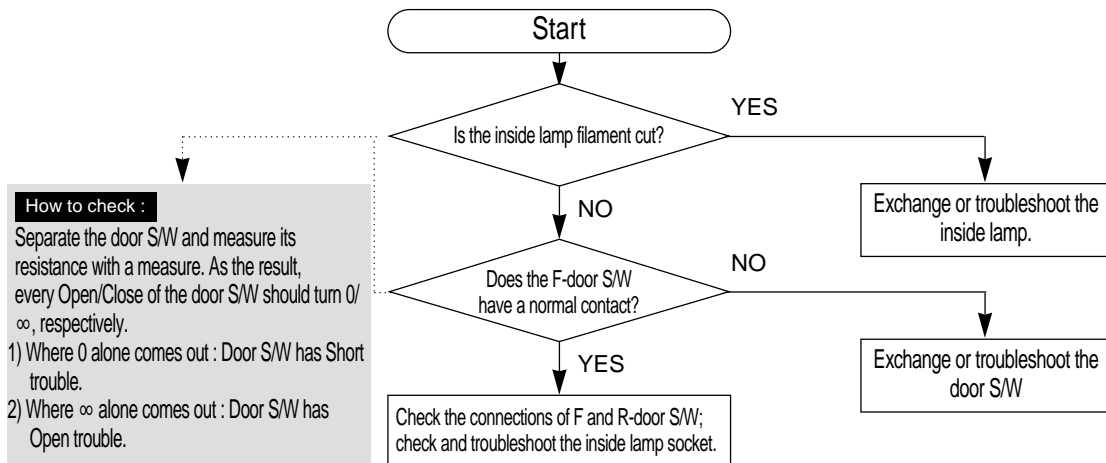 Start
Is the inside lamp filament cut?
YES
Exchange or troubleshoot the
inside lamp.
NO
Does the F-door S/W
have a normal contact?
NO
Exchange or troubleshoot the
door S/W
YES
Check the connections of F and R-door S/W;
check and troubleshoot the inside lamp socket.
How to check :
Separate the door S/W and measure its
resistance with a measure. As the result,
every Open/Close of the door S/W should turn 0/
∞, respectively.
1) Where 0 alone comes out : Door S/W has Short
trouble.
2) Where ∞ alone comes out : Door S/W has
Open trouble.